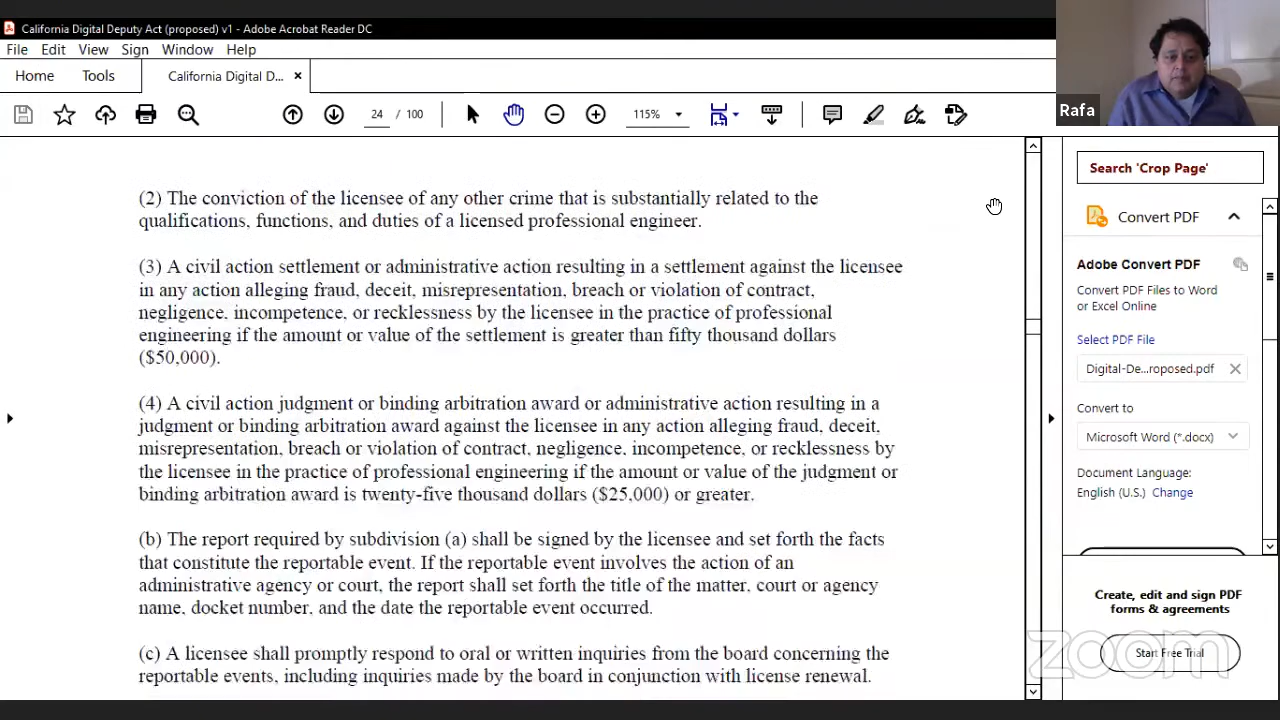 California Digital Deputy Act (proposed) v1 - Adobe Acrobat Reader DC
File Edit View Sign Window Help
Home Tools California Digital D... ×
24 / 100 115%
Rafa
(2) The conviction of the licensee of any other crime that is substantially related to the
qualifications, functions, and duties of a licensed professional engineer.
(3) A civil action settlement or administrative action resulting in a settlement against the licensee
in any action alleging fraud, deceit, misrepresentation, breach or violation of contract,
negligence, incompetence, or recklessness by the licensee in the practice of professional
engineering if the amount or value of the settlement is greater than fifty thousand dollars
($50,000).
(4) A civil action judgment or binding arbitration award or administrative action resulting in a
judgment or binding arbitration award against the licensee in any action alleging fraud, deceit,
misrepresentation, breach or violation of contract, negligence, incompetence, or recklessness by
the licensee in the practice of professional engineering if the amount or value of the judgment or
binding arbitration award is twenty-five thousand dollars ($25,000) or greater.
(b) The report required by subdivision (a) shall be signed by the licensee and set forth the facts
that constitute the reportable event. If the reportable event involves the action of an
administrative agency or court, the report shall set forth the title of the matter, court or agency
name, docket number, and the date the reportable event occurred.
(c) A licensee shall promptly respond to oral or written inquiries from the board concerning the
reportable events, including inquiries made by the board in conjunction with license renewal.
Search 'Crop Page'
Convert PDF
Adobe Convert PDF
Convert PDF Files to Word
or Excel Online
Select PDF File
Digital-De...roposed.pdf
Convert to
Microsoft Word (*.docx)
Document Language:
English (U.S.) Change
Create, edit and sign PDF
forms & agreements
Start Free Trial
zoom